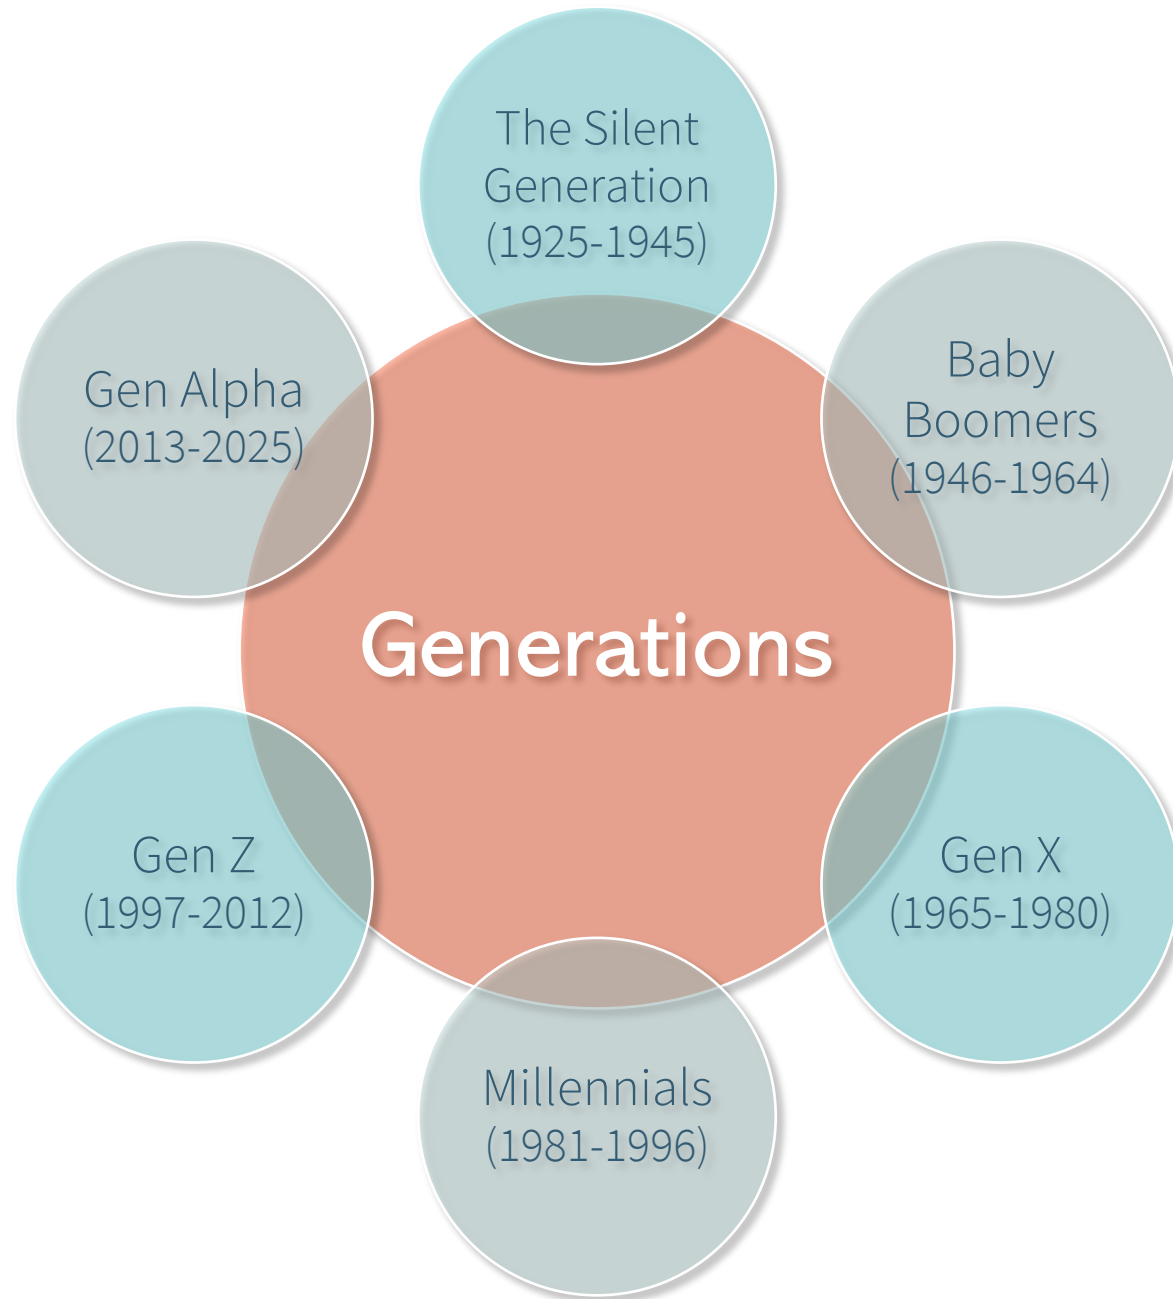 The Silent
Generation
(1925-1945)
Baby
Boomers
(1946-1964)
Gen X
(1965-1980)
Millennials
(1981-1996)
Gen Z
(1997-2012)
Gen Alpha
(2013-2025)
Generations